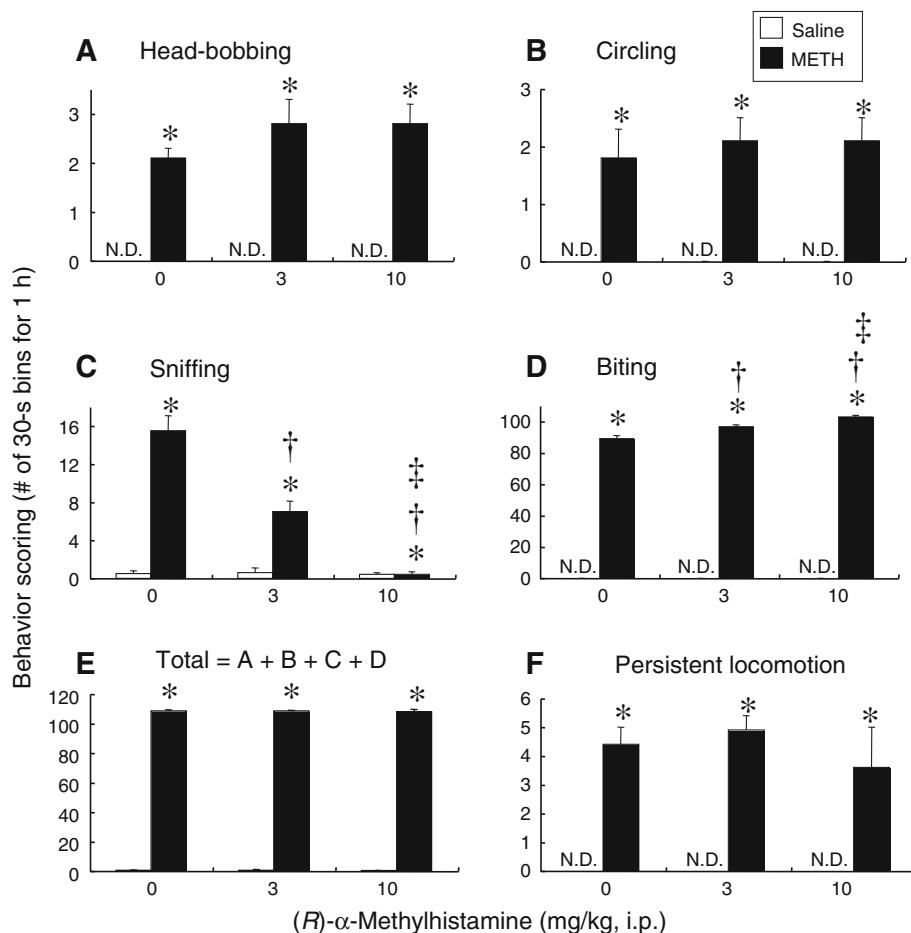 Saline
METH
A Head-bobbing
* * *
3
2
1
0
N.D. N.D. N.D.
0 3 10
B Circling
* * *
3
2
1
0
N.D. N.D. N.D.
0 3 10
Behavior scoring (# of 30-s bins for 1 h)
C Sniffing
* † * ‡ † *
16
12
8
4
0
0 3 10
D Biting
* † * ‡ † *
100
80
60
40
20
0
N.D. N.D. N.D.
0 3 10
E Total = A + B + C + D
* * *
120
100
80
60
40
20
0
0 3 10
F Persistent locomotion
* * *
6
5
4
3
2
1
0
N.D. N.D. N.D.
0 3 10
(R)-α-Methylhistamine (mg/kg, i.p.)